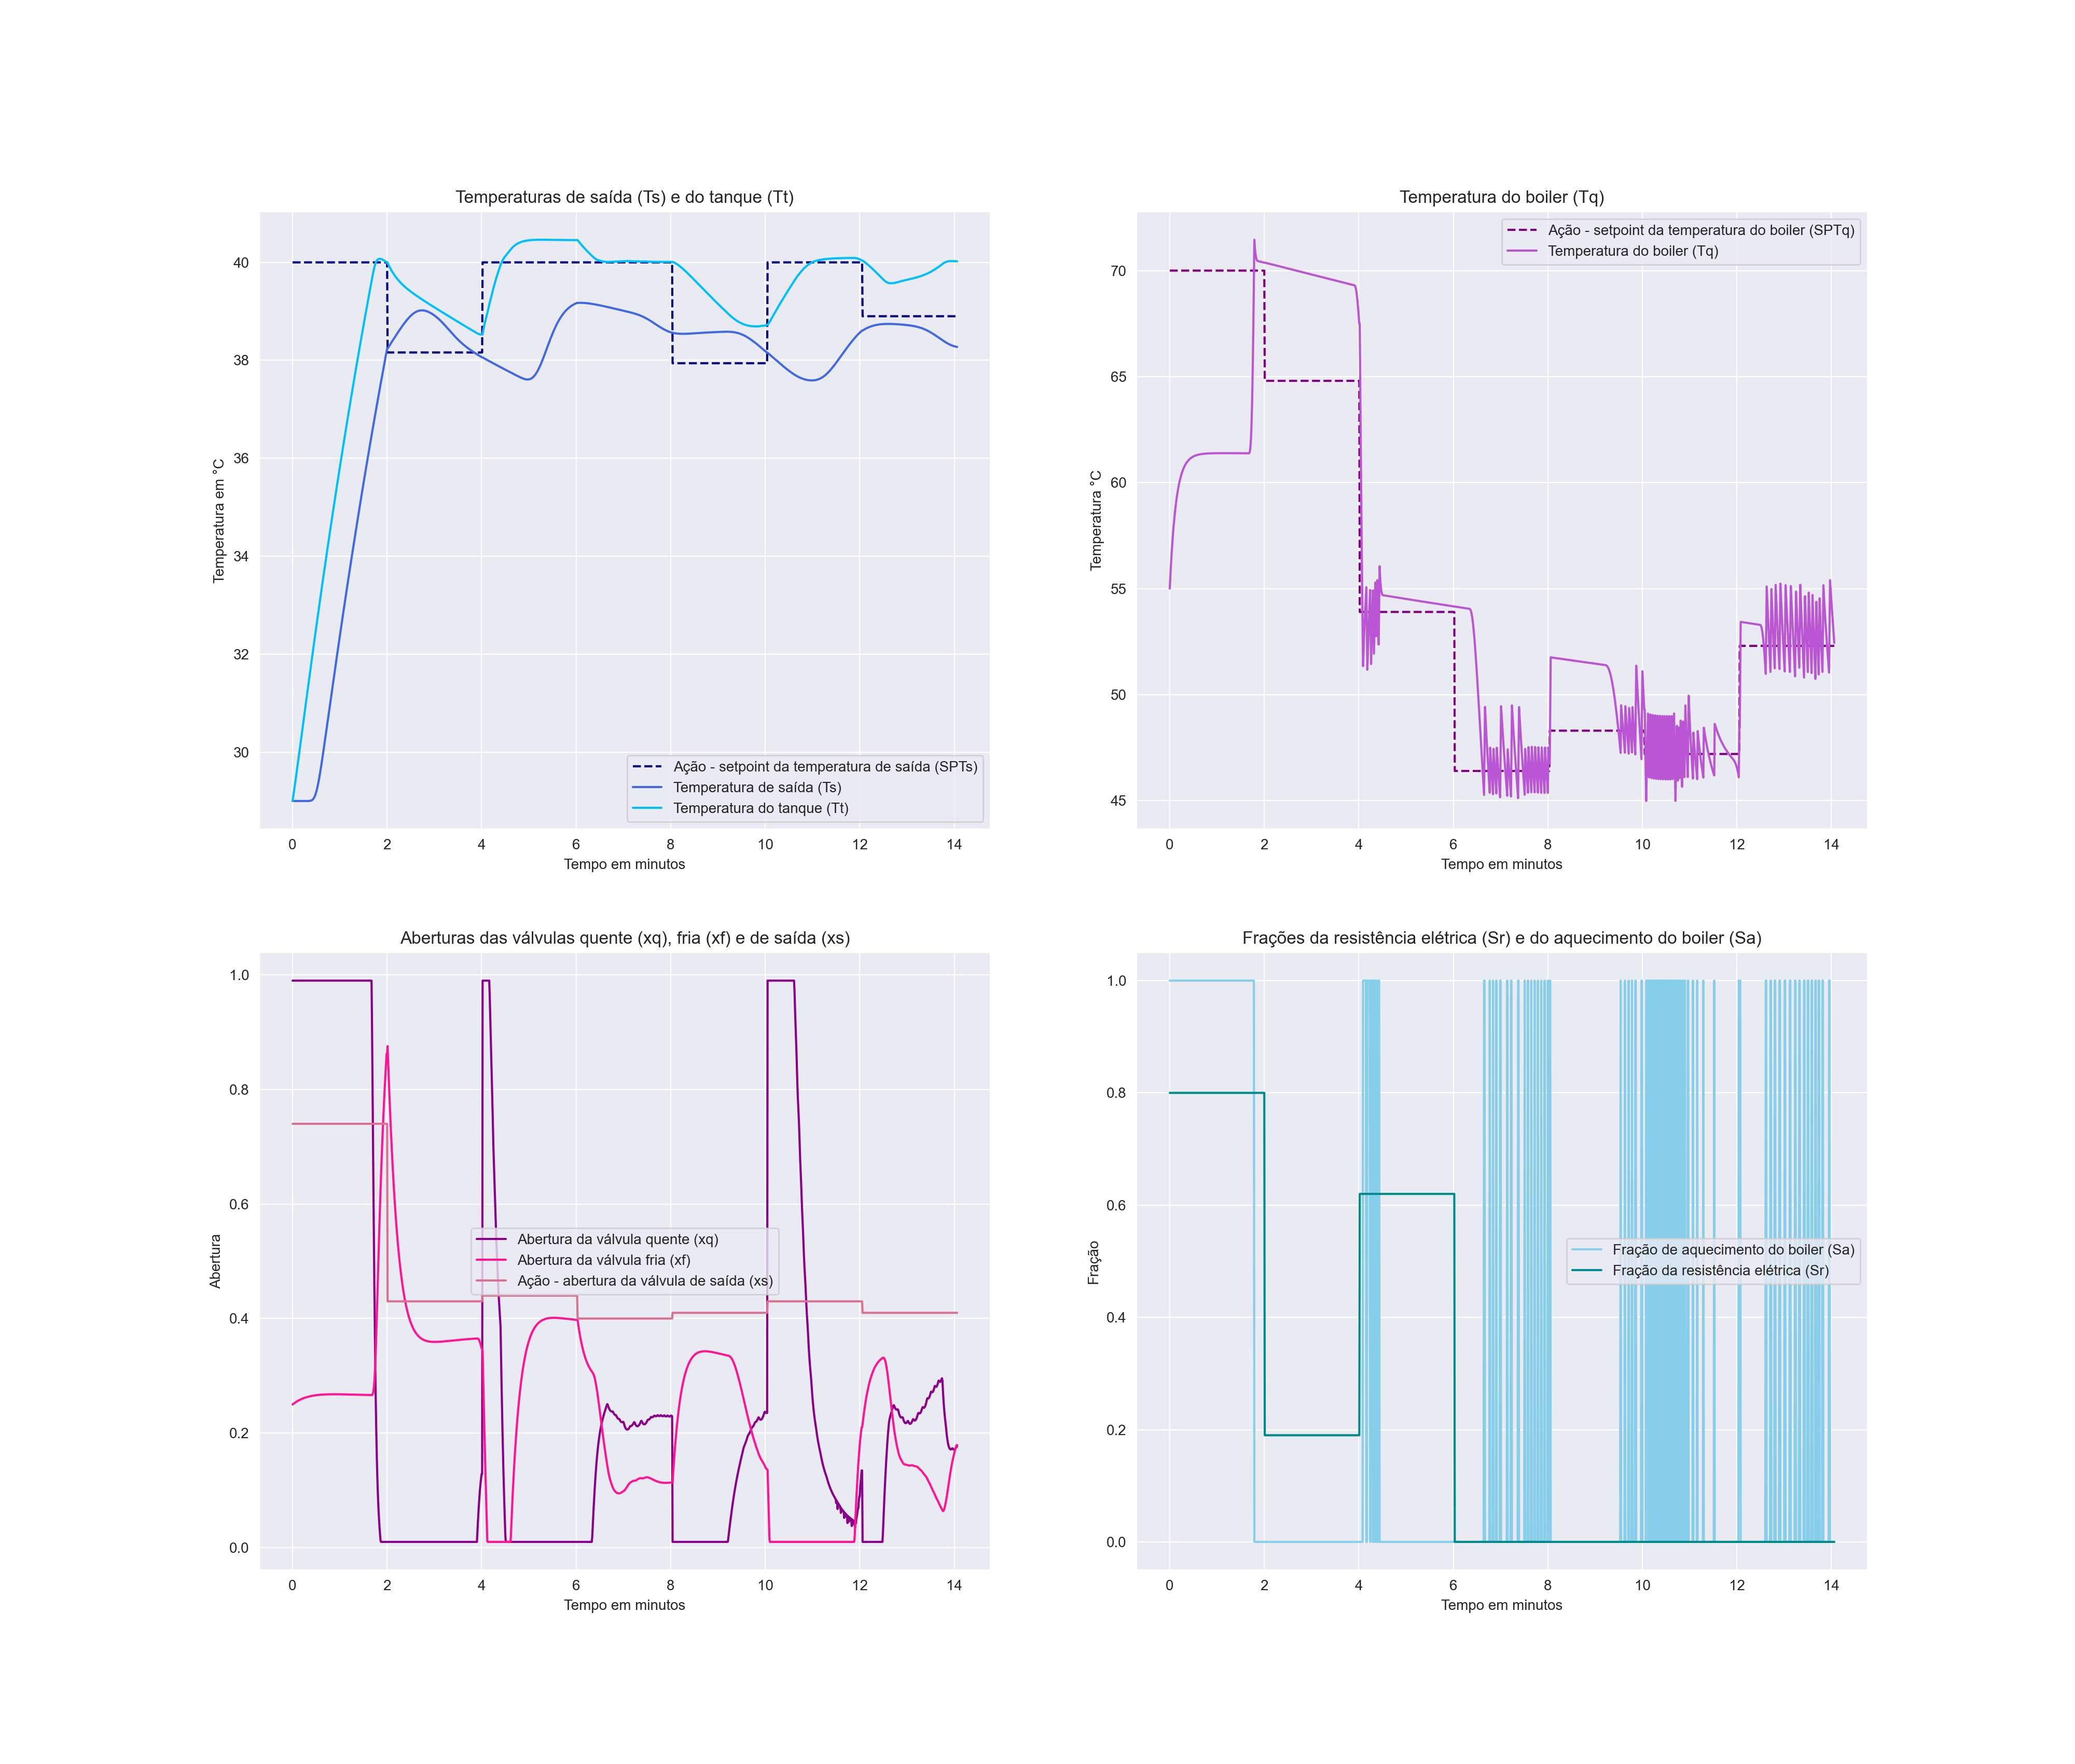 Temperaturas de saída (Ts) e do tanque (Tt)
40
38
36
34
32
30
Temperatura em °C
Ação - setpoint da temperatura de saída (SPTs)
Temperatura de saída (Ts)
Temperatura do tanque (Tt)
0 2 4 6 8 10 12 14
Tempo em minutos
Temperatura do boiler (Tq)
Ação - setpoint da temperatura do boiler (SPTq)
Temperatura do boiler (Tq)
70
65
60
55
50
45
Temperatura °C
0 2 4 6 8 10 12 14
Tempo em minutos
Aberturas das válvulas quente (xq), fria (xf) e de saída (xs)
1.0
0.8
0.6
0.4
0.2
0.0
Abertura
Abertura da válvula quente (xq)
Abertura da válvula fria (xf)
Ação - abertura da válvula de saída (xs)
0 2 4 6 8 10 12 14
Tempo em minutos
Frações da resistência elétrica (Sr) e do aquecimento do boiler (Sa)
1.0
0.8
0.6
0.4
0.2
0.0
Fração
Fração de aquecimento do boiler (Sa)
Fração da resistência elétrica (Sr)
0 2 4 6 8 10 12 14
Tempo em minutos